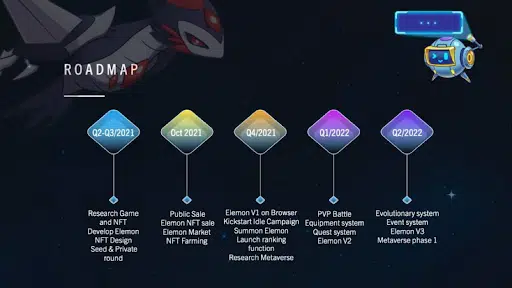 ROADMAP
Q2-Q3/2021
Oct 2021
Q4/2021
Q1/2022
Q2/2022
Research Game
and NFT
Develop Elemon
NFT Design
Seed & Private
round
Public Sale
Elemon NFT sale
Elemon Market
NFT Farming
Elemon V1 on Browser
Kickstart Idle Campaign
Summon Elemon
Launch ranking
function
Research Metaverse
PVP Battle
Equipment system
Quest system
Elemon V2
Evolutionary system
Event system
Elemon V3
Metaverse phase 1